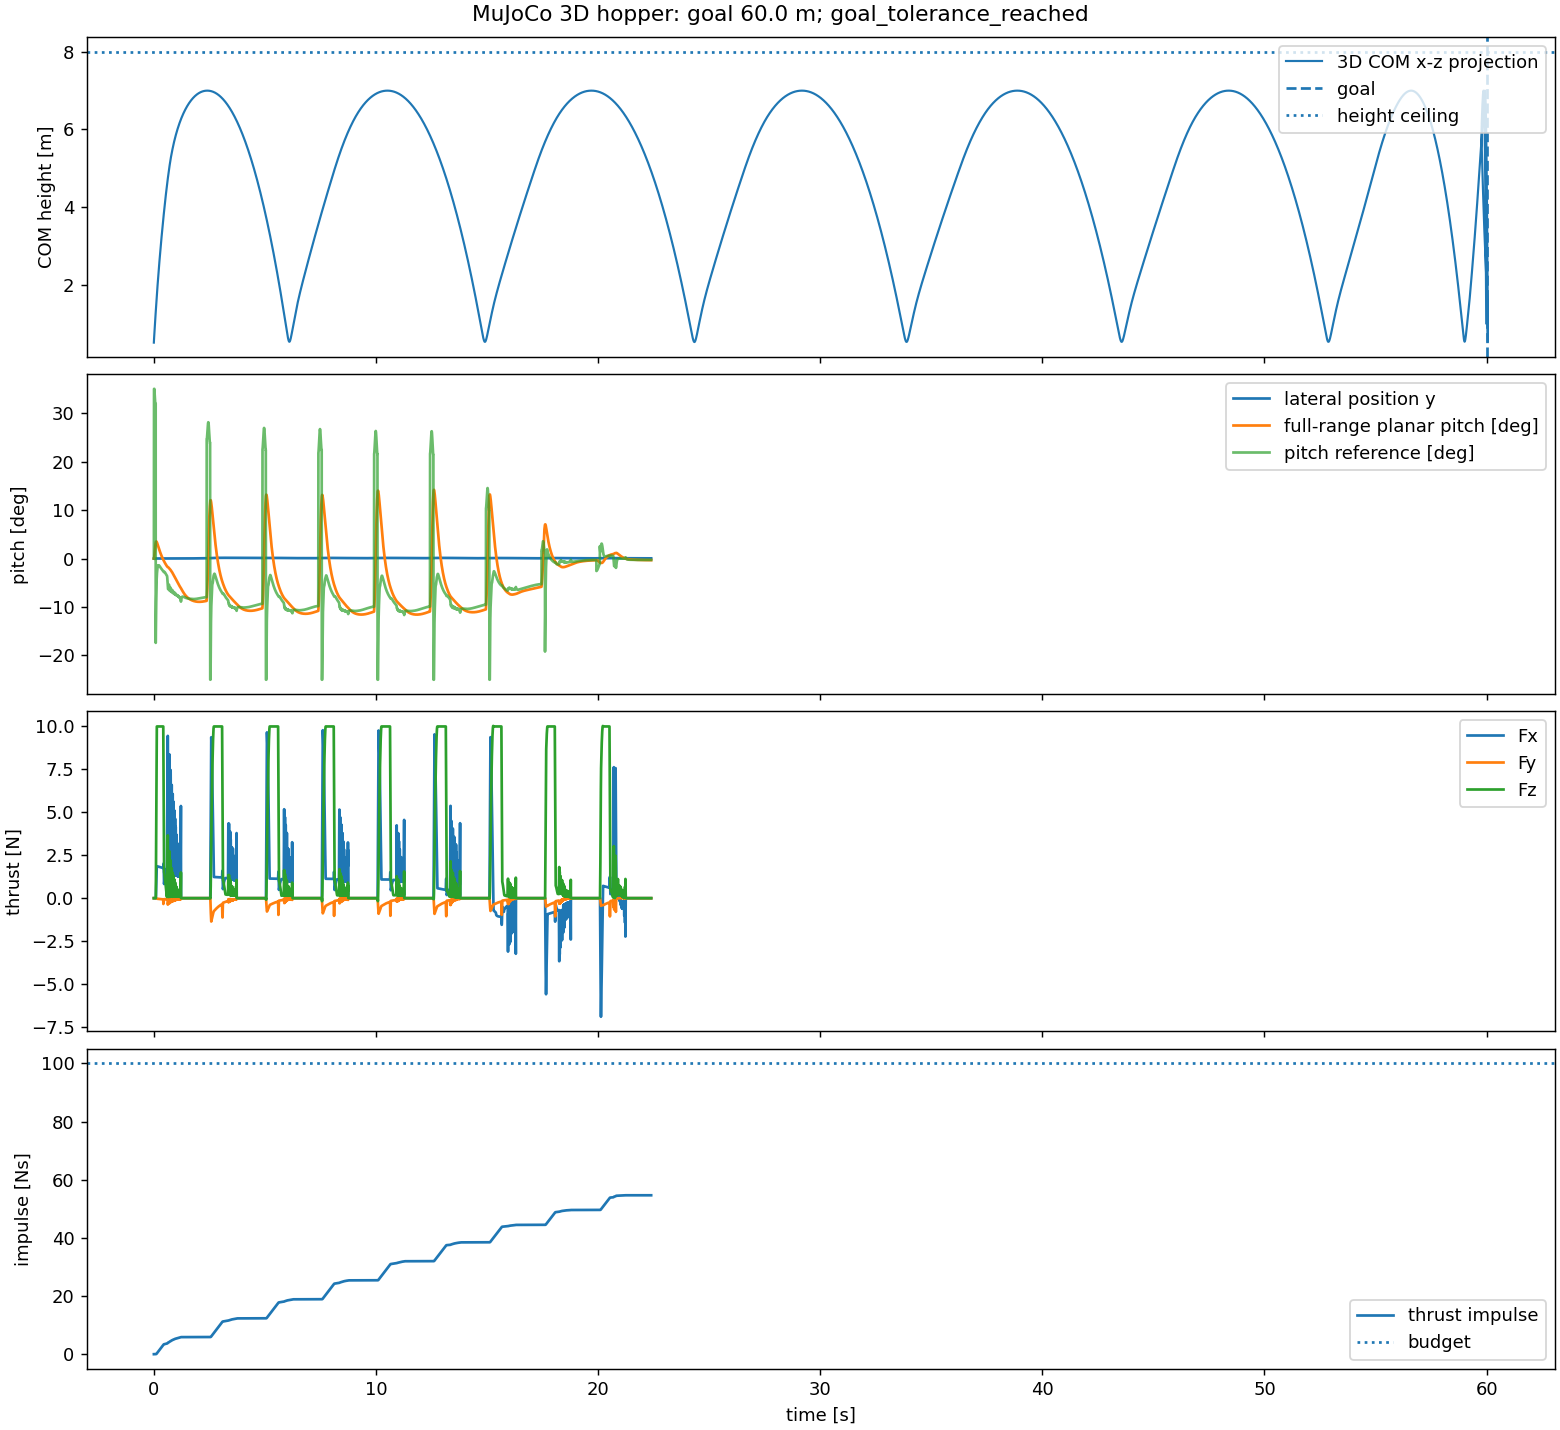 MuJoCo 3D hopper: goal 60.0 m; goal_tolerance_reached
COM height [m]
8
6
4
2
3D COM x-z projection
goal
height ceiling
pitch [deg]
30
20
10
0
−10
−20
lateral position y
full-range planar pitch [deg]
pitch reference [deg]
thrust [N]
10.0
7.5
5.0
2.5
0.0
−2.5
−5.0
−7.5
Fx
Fy
Fz
impulse [Ns]
100
80
60
40
20
0
thrust impulse
budget
0 10 20 30 40 50 60
time [s]